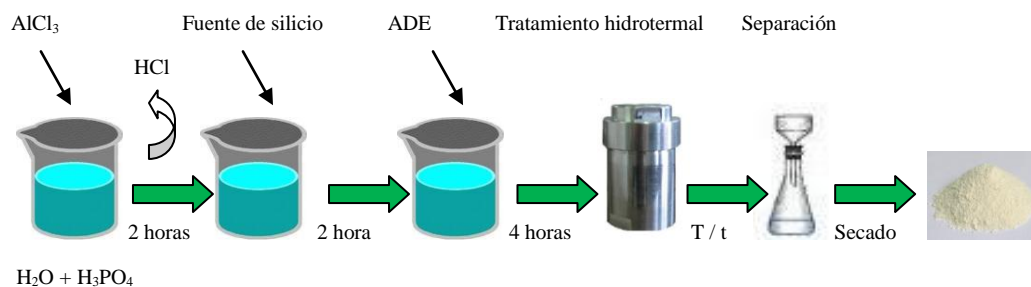 AlCl₃
Fuente de silicio
ADE
Tratamiento hidrotermal
Separación
HCl
2 horas
2 hora
4 horas
T / t
Secado
H₂O + H₃PO₄